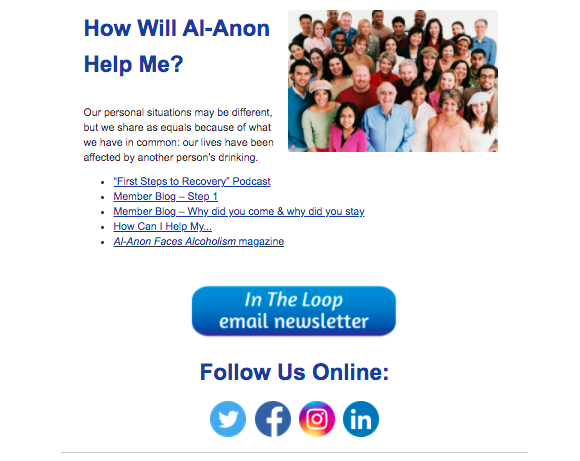 How Will Al-Anon
Help Me?
Our personal situations may be different,
but we share as equals because of what
we have in common: our lives have been
affected by another person's drinking.
"First Steps to Recovery" Podcast
Member Blog – Step 1
Member Blog – Why did you come & why did you stay
How Can I Help My...
Al-Anon Faces Alcoholism magazine
In The Loop
email newsletter
Follow Us Online: